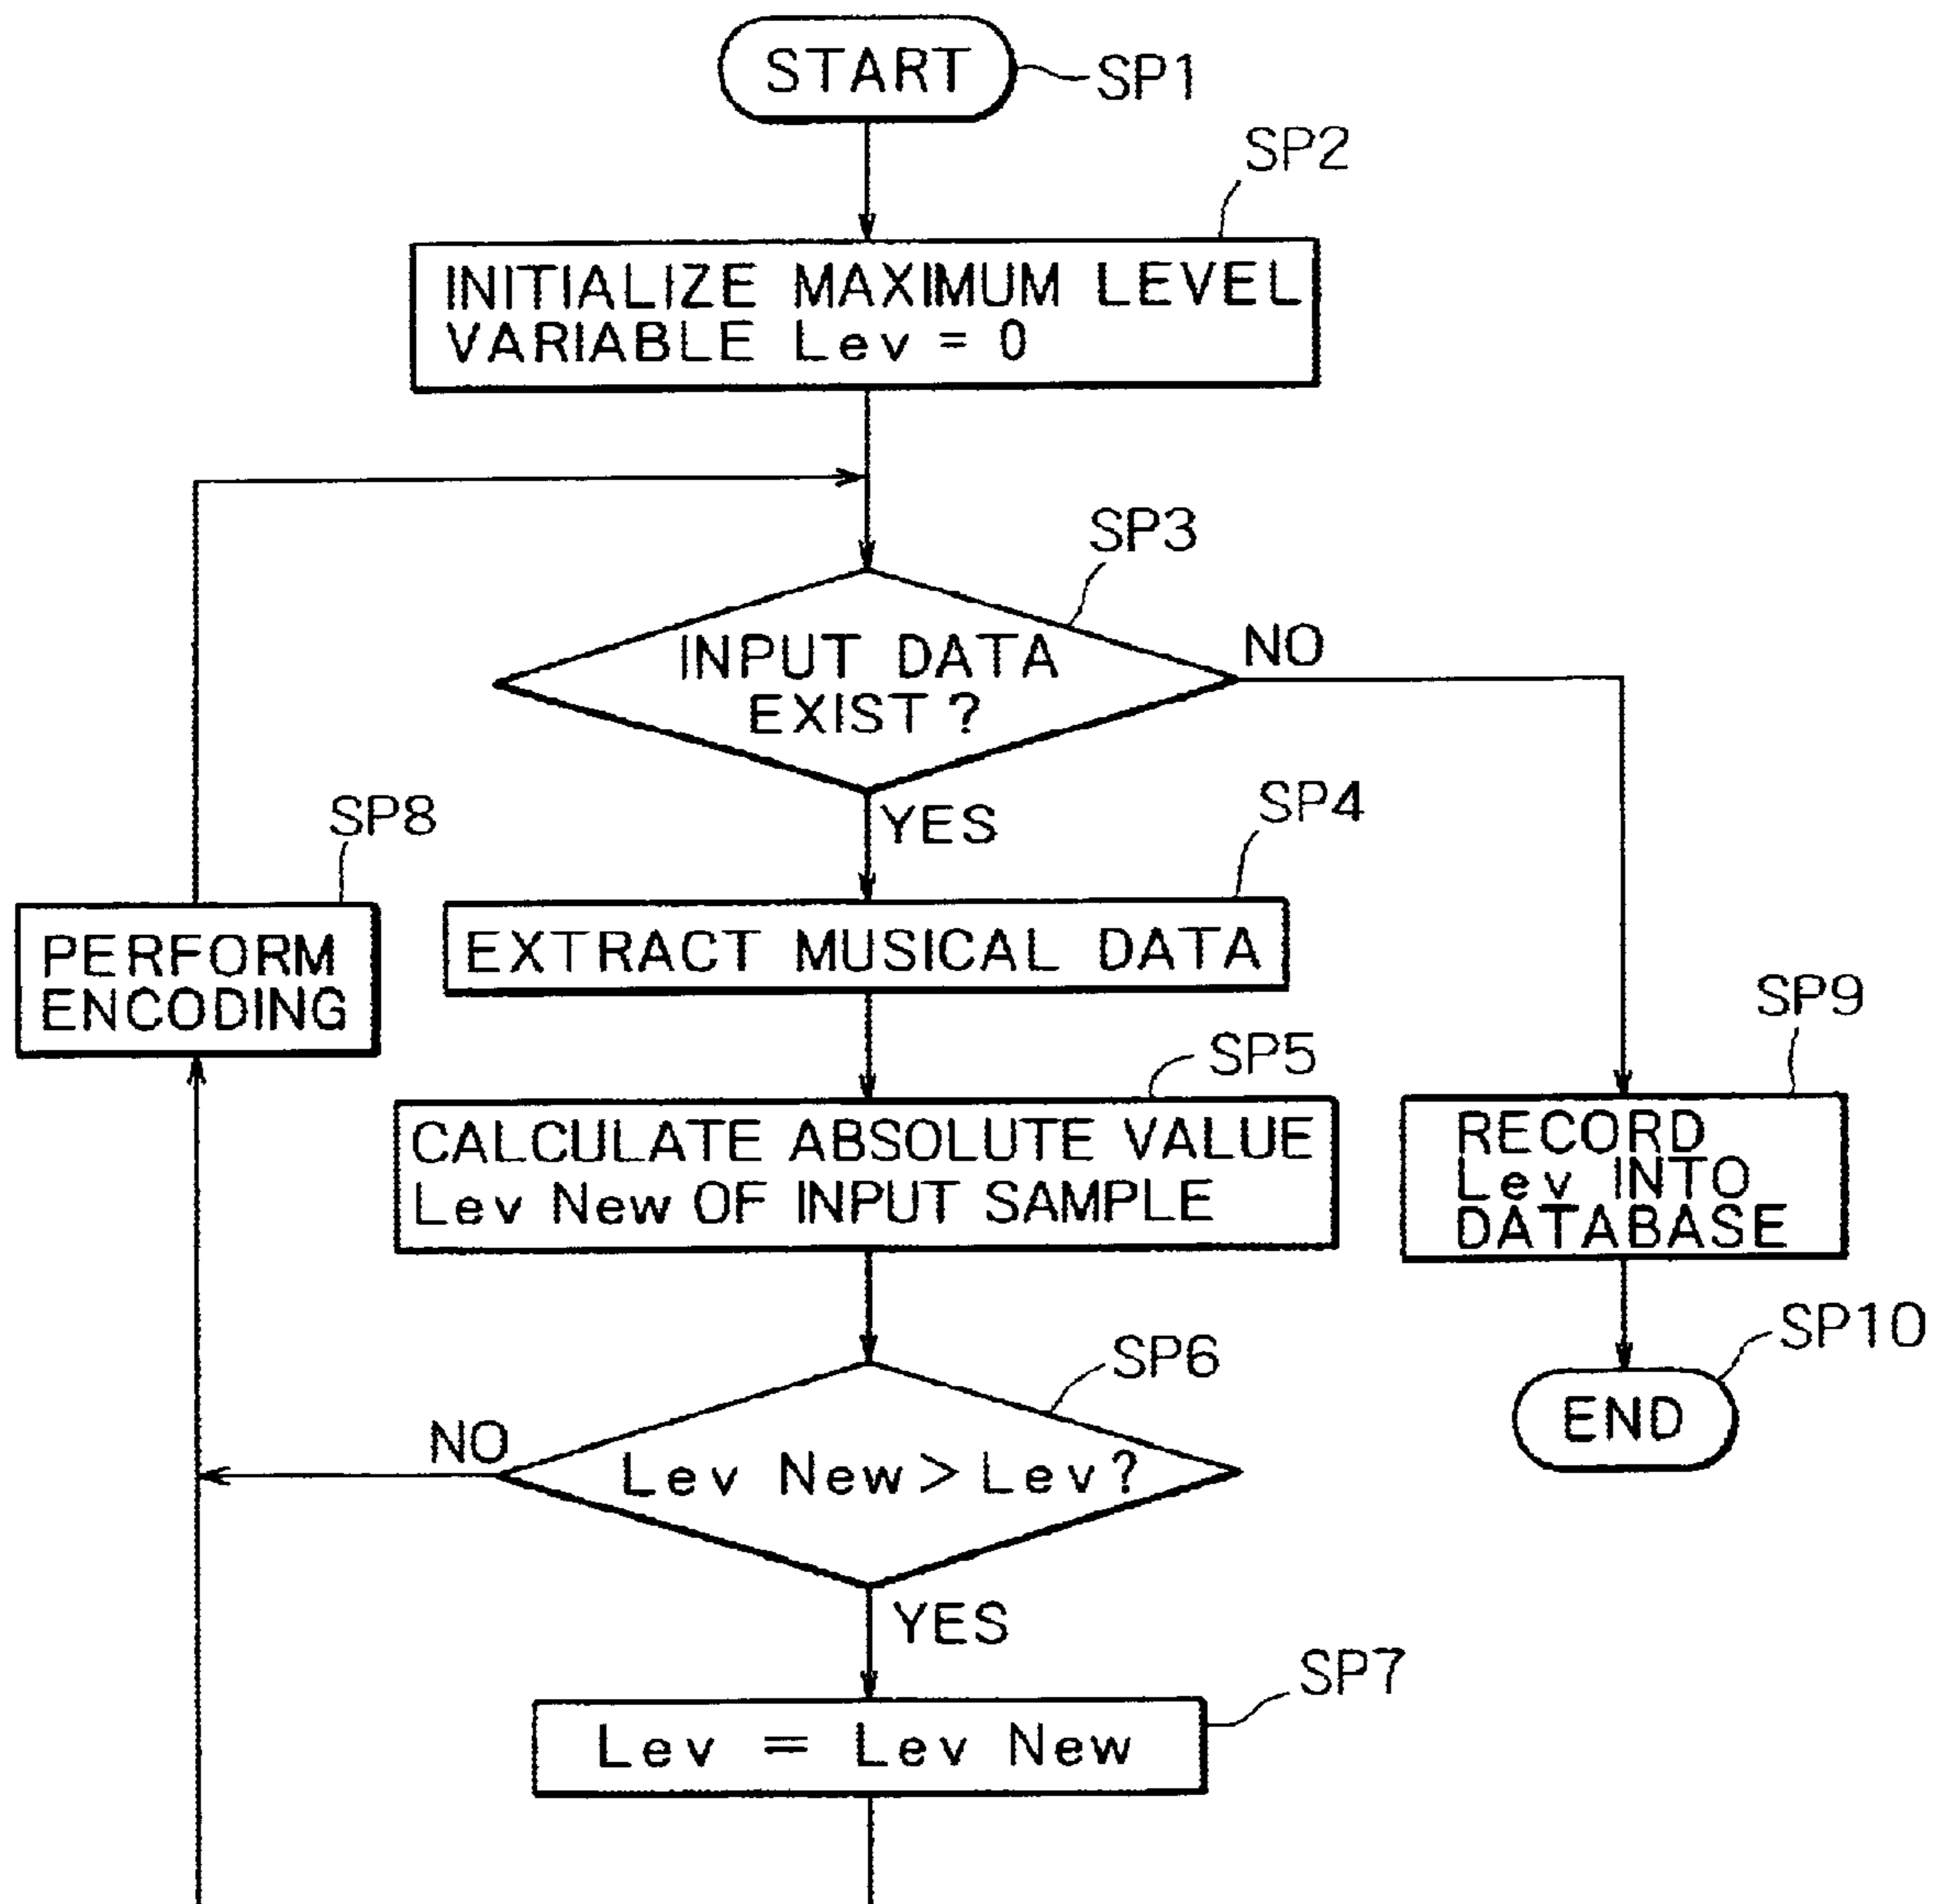 START
SP1
SP2
INITIALIZE MAXIMUM LEVEL
VARIABLE Lev = 0
SP3
INPUT DATA
EXIST ?
NO
YES
SP4
SP8
EXTRACT MUSICAL DATA
PERFORM
ENCODING
SP5
SP9
CALCULATE ABSOLUTE VALUE
Lev New OF INPUT SAMPLE
RECORD
Lev INTO
DATABASE
SP10
END
SP6
NO
Lev New > Lev ?
YES
SP7
Lev = Lev New